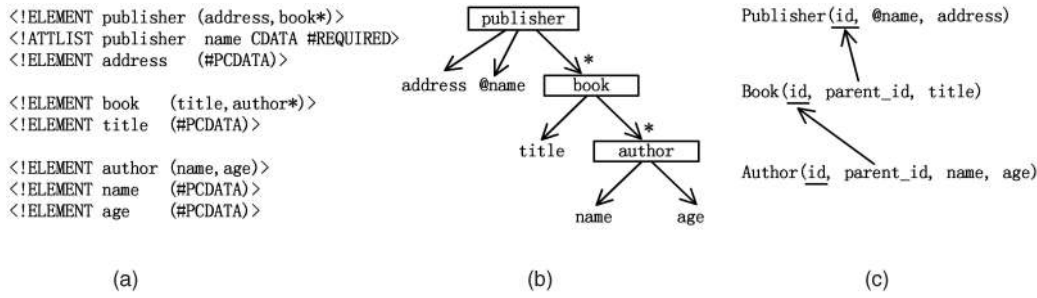 <!ELEMENT publisher (address,book*)>
<!ATTLIST publisher name CDATA #REQUIRED>
<!ELEMENT address (#PCDATA)>
<!ELEMENT book (title,author*)>
<!ELEMENT title (#PCDATA)>
<!ELEMENT author (name,age)>
<!ELEMENT name (#PCDATA)>
<!ELEMENT age (#PCDATA)>
(a)
publisher
*
address @name
book
*
title
author
name age
(b)
Publisher(id, @name, address)
Book(id, parent_id, title)
Author(id, parent_id, name, age)
(c)